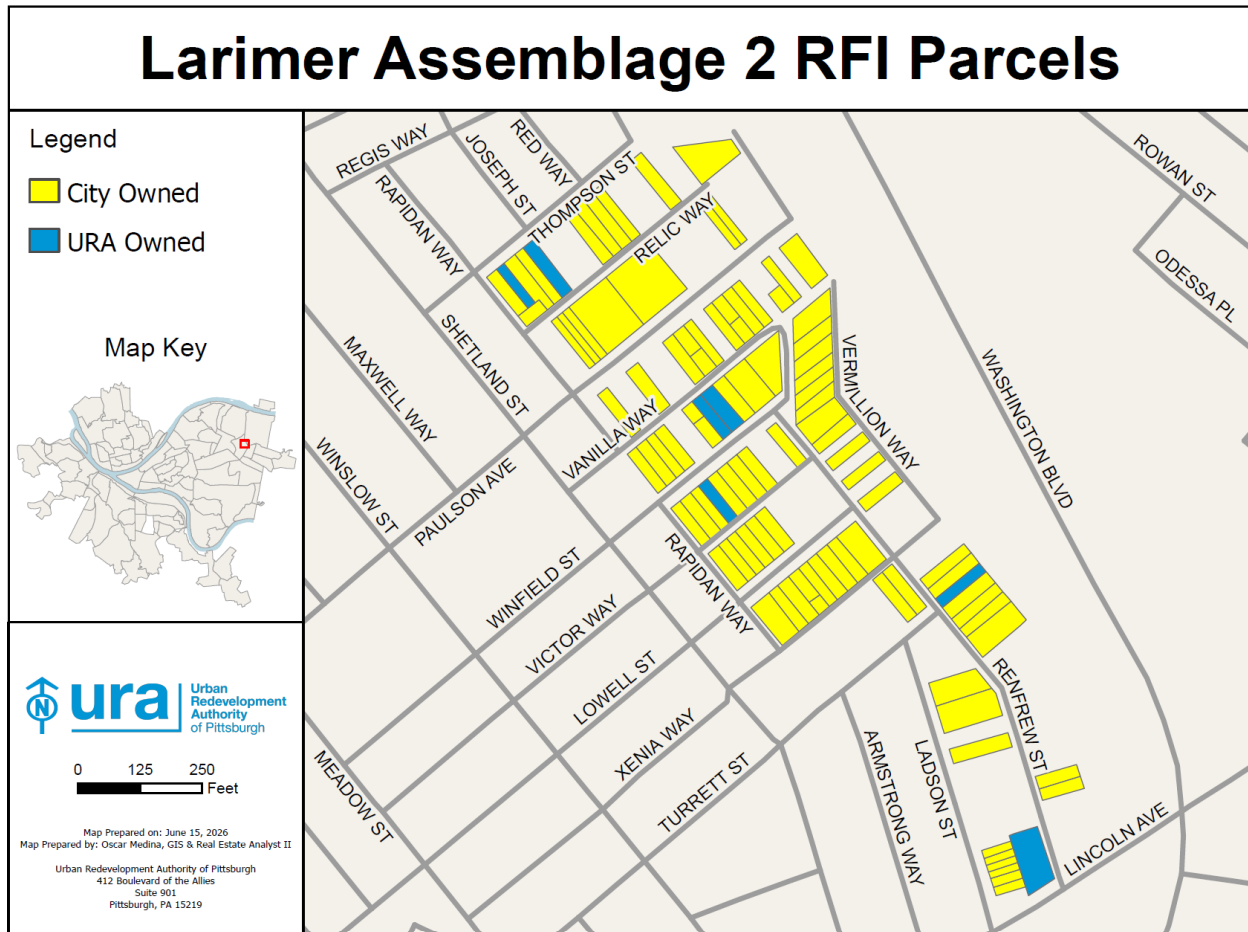 Larimer Assemblage 2 RFI Parcels
Legend
City Owned
URA Owned
Map Key
N
ura
Urban
Redevelopment
Authority
of Pittsburgh
0 125 250
Feet
Map Prepared on: June 15, 2026
Map Prepared by: Oscar Medina, GIS & Real Estate Analyst II
Urban Redevelopment Authority of Pittsburgh
412 Boulevard of the Allies
Suite 901
Pittsburgh, PA 15219
REGIS WAY
JOSEPH ST
RED WAY
RAPIDAN WAY
THOMPSON ST
RELIC WAY
ROWAN ST
ODESSA PL
SHETLAND ST
MAXWELL WAY
VERMILLION WAY
WASHINGTON BLVD
WINSLOW ST
PAULSON AVE
VANILLA WAY
WINFIELD ST
RAPIDAN WAY
VICTOR WAY
LOWELL ST
XENIA WAY
TURRETT ST
MEADOW ST
ARMSTRONG WAY
LADSON ST
RENFREW ST
LINCOLN AVE